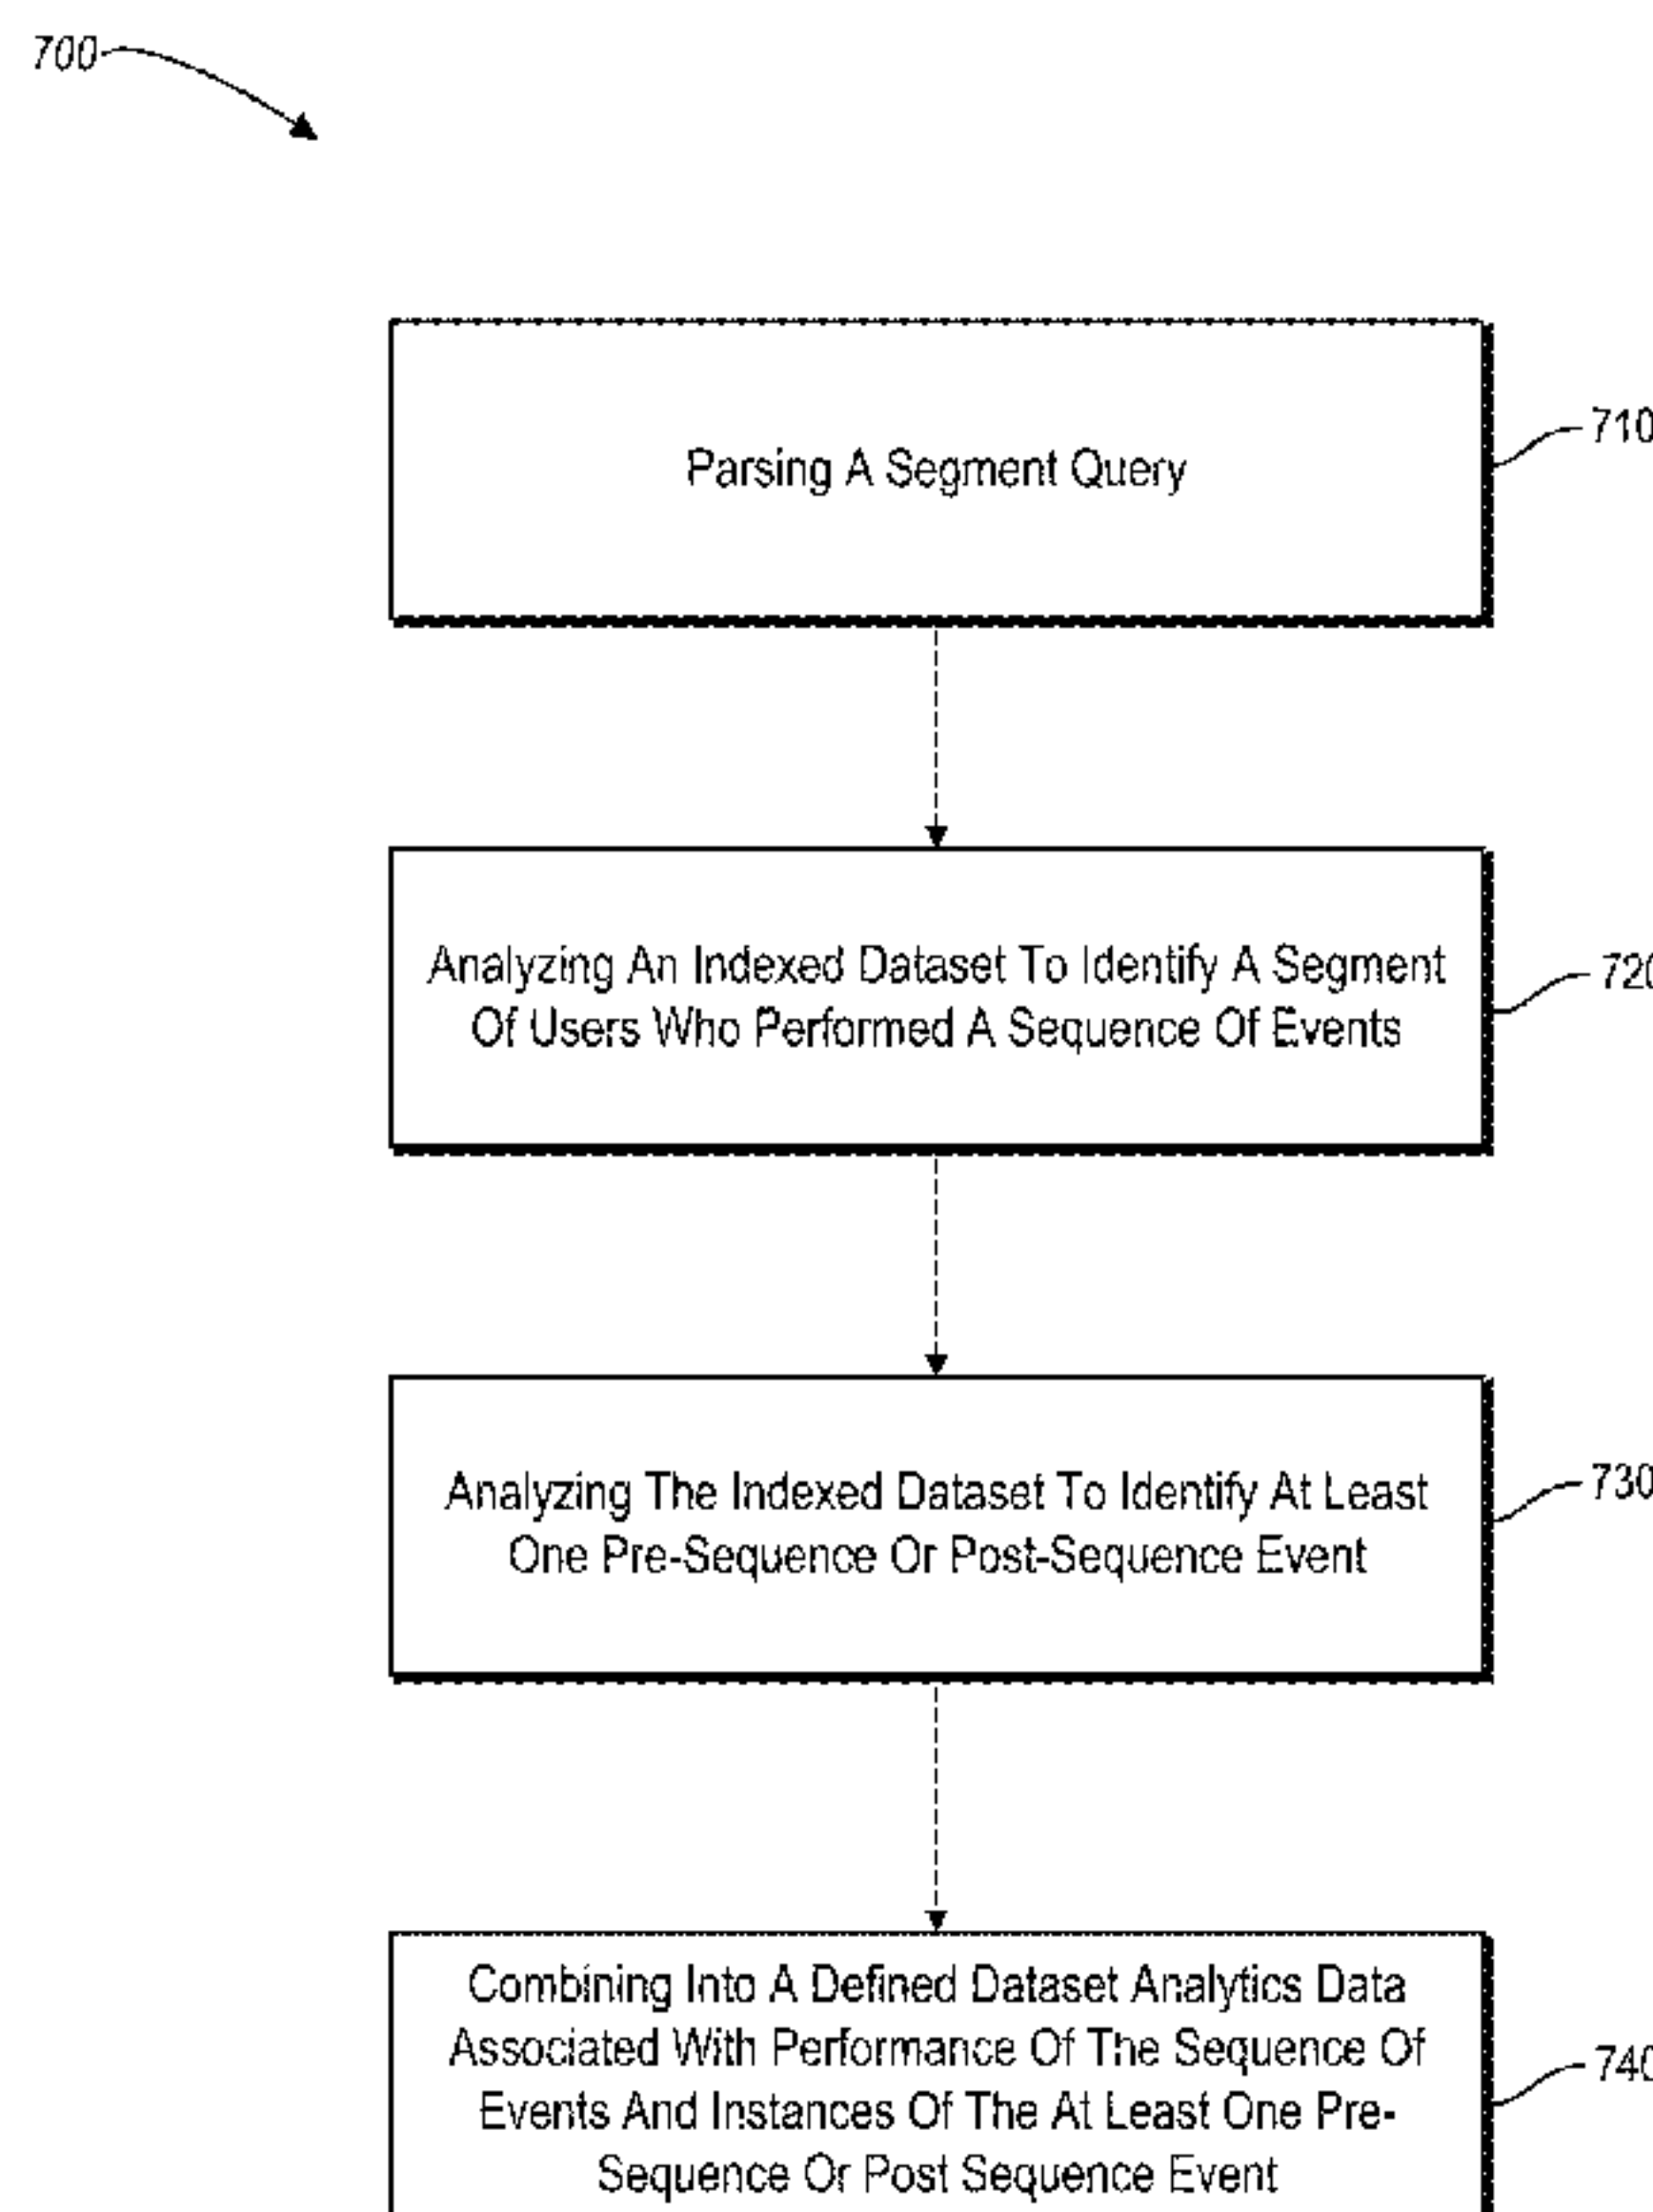 700
Parsing A Segment Query
710
Analyzing An Indexed Dataset To Identify A Segment
Of Users Who Performed A Sequence Of Events
720
Analyzing The Indexed Dataset To Identify At Least
One Pre-Sequence Or Post-Sequence Event
730
Combining Into A Defined Dataset Analytics Data
Associated With Performance Of The Sequence Of
Events And Instances Of The At Least One Pre-
Sequence Or Post Sequence Event
740